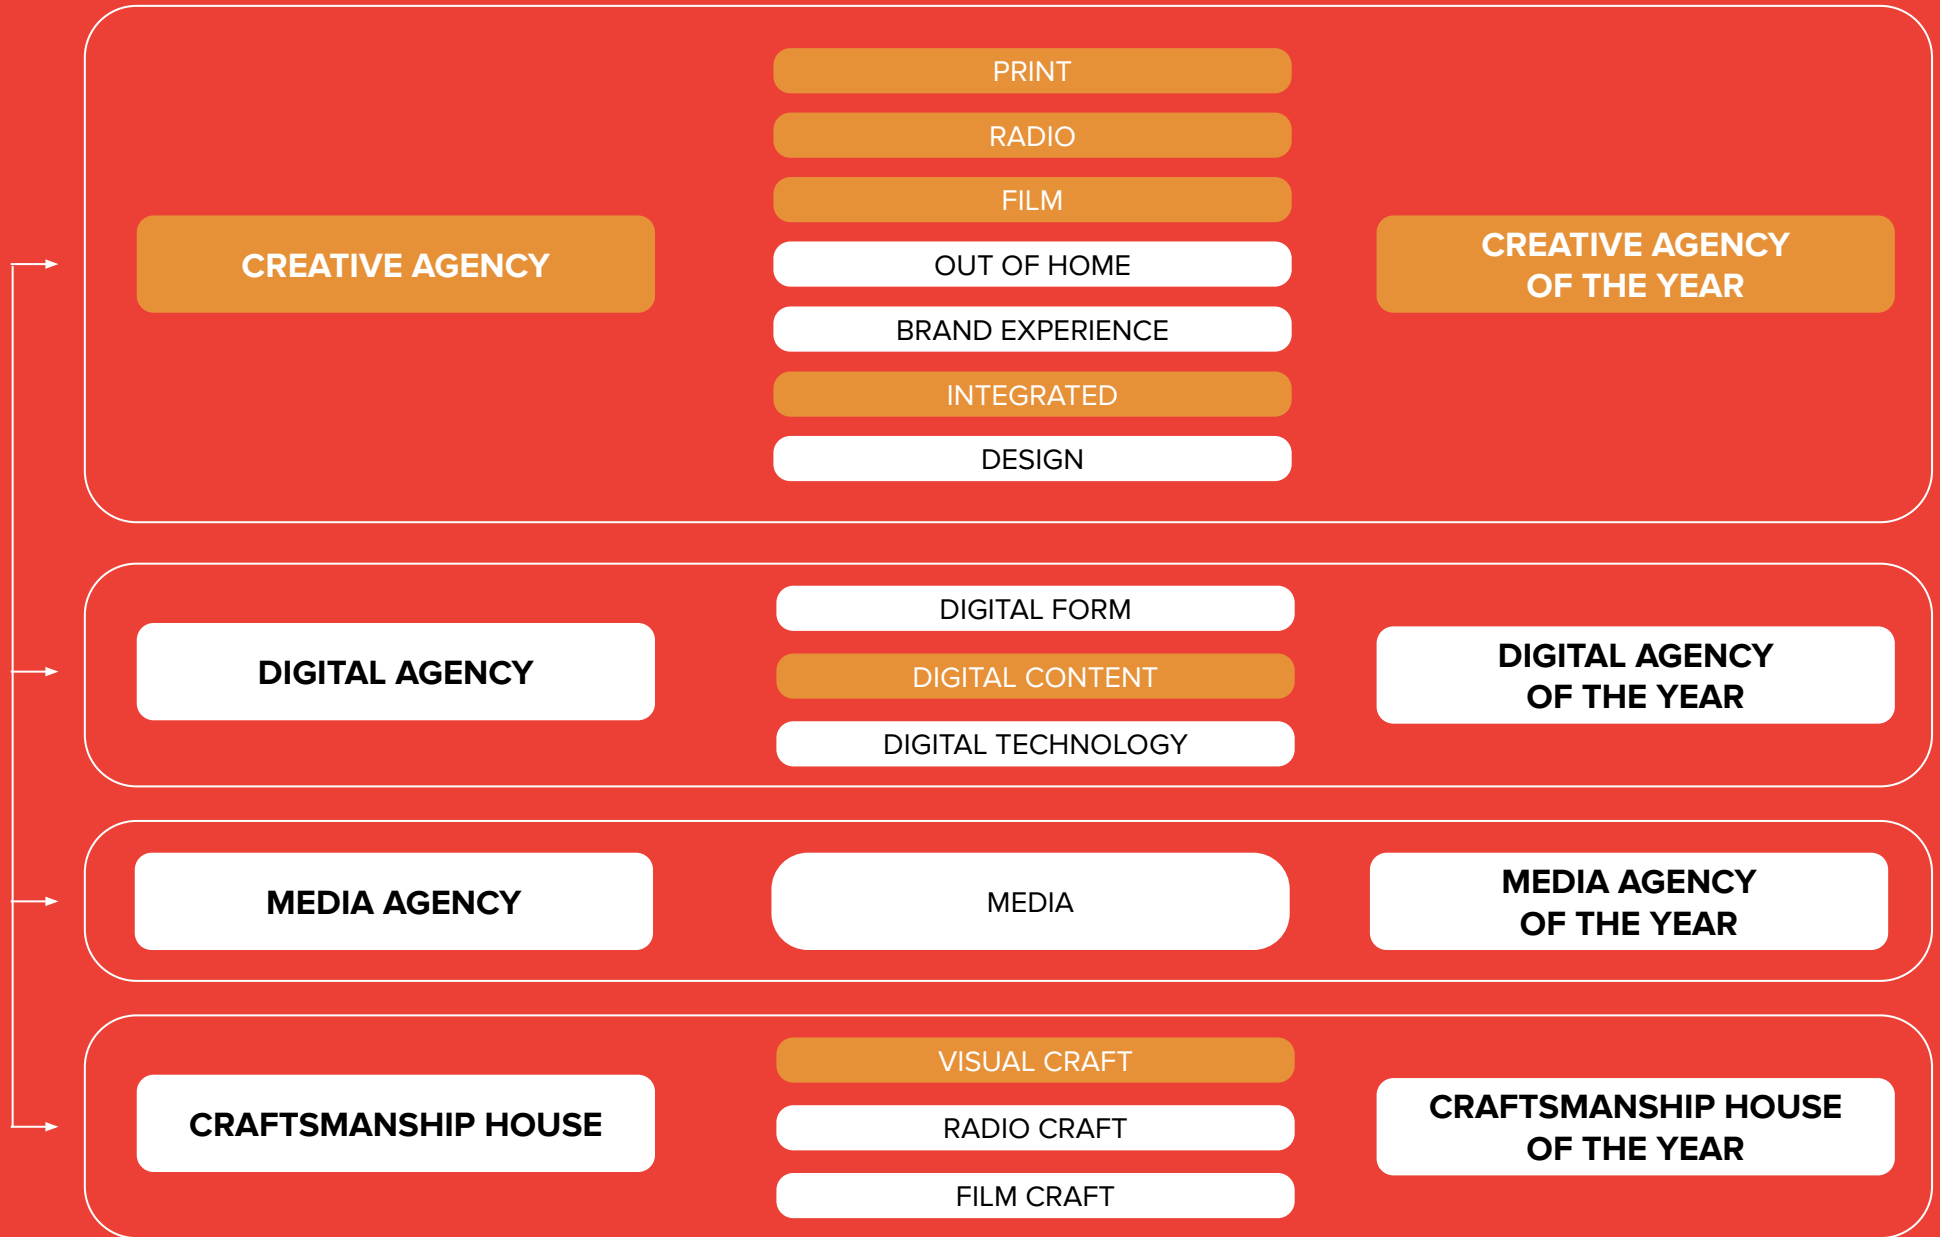 PRINT
RADIO
FILM
CREATIVE AGENCY
OUT OF HOME
BRAND EXPERIENCE
INTEGRATED
DESIGN
CREATIVE AGENCY
OF THE YEAR
DIGITAL AGENCY
DIGITAL FORM
DIGITAL CONTENT
DIGITAL TECHNOLOGY
DIGITAL AGENCY
OF THE YEAR
MEDIA AGENCY
MEDIA
MEDIA AGENCY
OF THE YEAR
CRAFTSMANSHIP HOUSE
VISUAL CRAFT
RADIO CRAFT
FILM CRAFT
CRAFTSMANSHIP HOUSE
OF THE YEAR